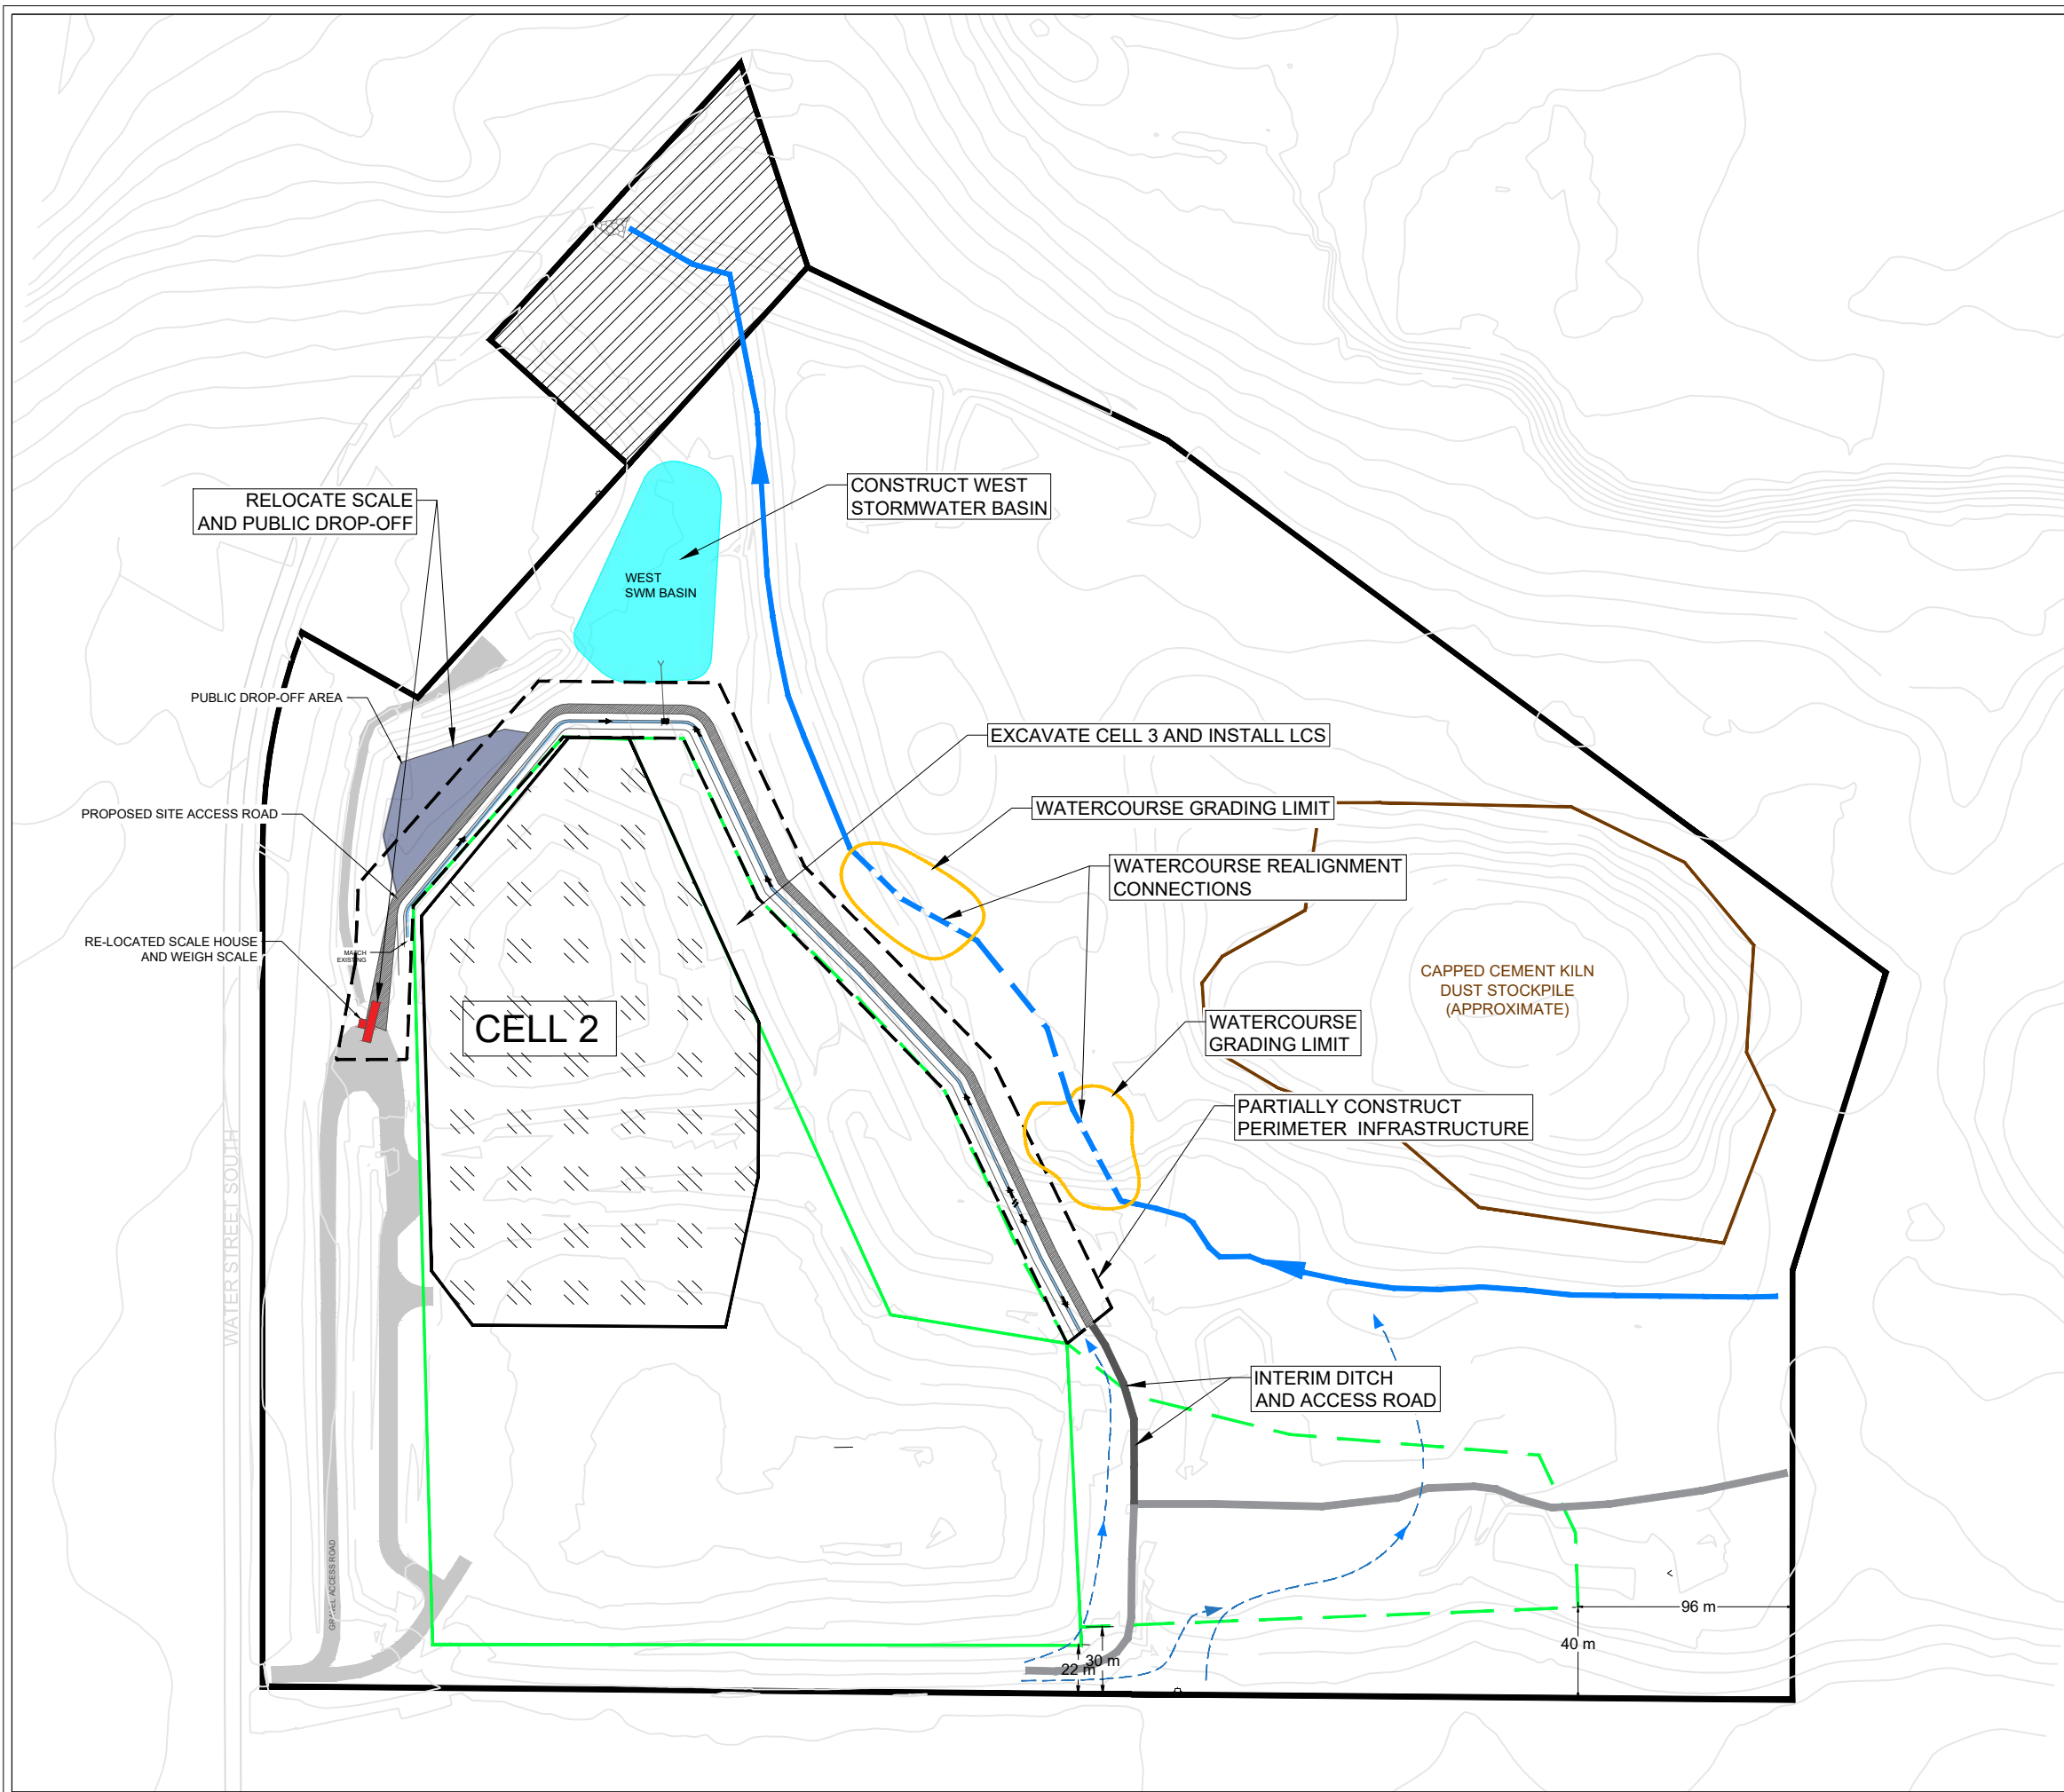 RELOCATE SCALE
AND PUBLIC DROP-OFF
CONSTRUCT WEST
STORMWATER BASIN
WEST
SWM BASIN
PUBLIC DROP-OFF AREA
EXCAVATE CELL 3 AND INSTALL LCS
PROPOSED SITE ACCESS ROAD
WATERCOURSE GRADING LIMIT
WATERCOURSE REALIGNMENT
CONNECTIONS
RE-LOCATED SCALE HOUSE
AND WEIGH SCALE
MATCH
EXISTING
CELL 2
CAPPED CEMENT KILN
DUST STOCKPILE
(APPROXIMATE)
WATERCOURSE
GRADING LIMIT
PARTIALLY CONSTRUCT
PERIMETER INFRASTRUCTURE
WATER STREET SOUTH
INTERIM DITCH
AND ACCESS ROAD
GRAVEL ACCESS ROAD
96 m
40 m
30 m
22 m